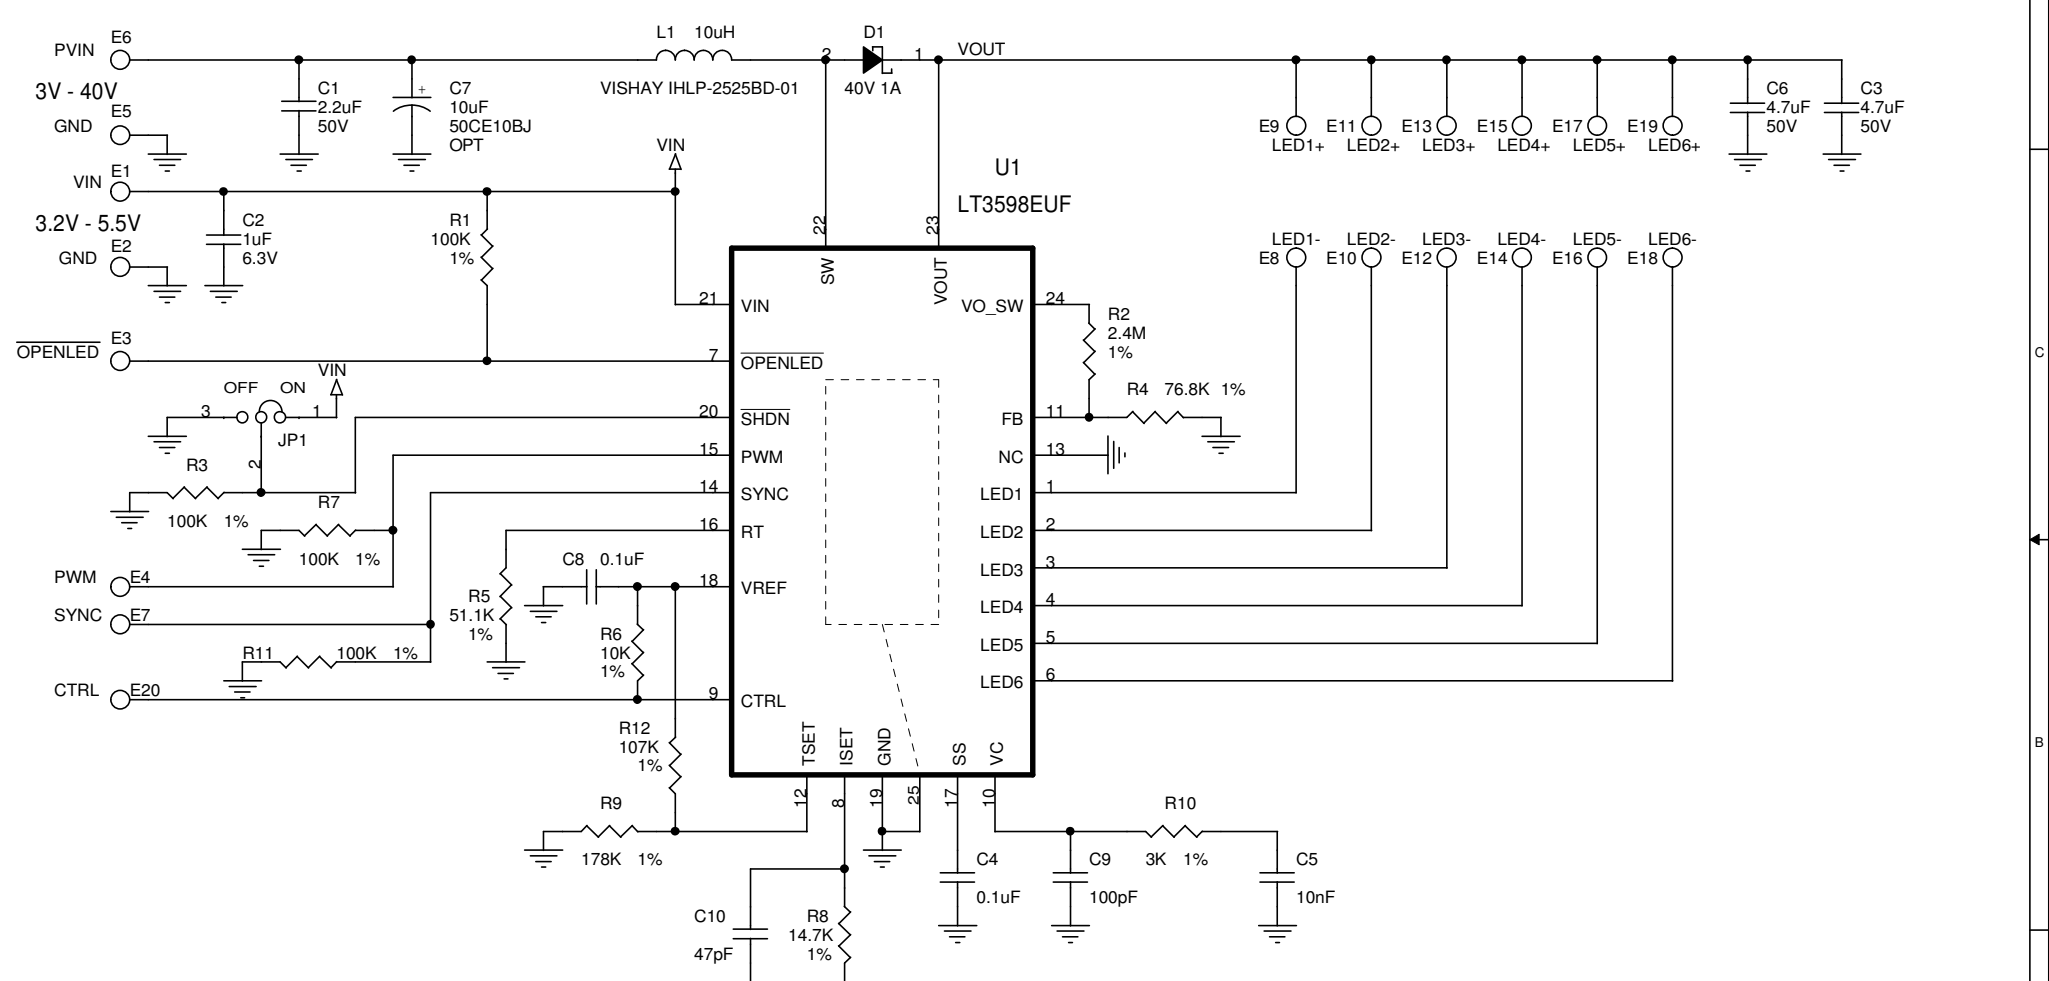 PVIN E6
3V - 40V
GND E5
C1
2.2uF
50V
+
C7
10uF
50CE10BJ
OPT
L1 10uH
VISHAY IHLP-2525BD-01
2 D1 1
40V 1A
VOUT
E9 E11 E13 E15 E17 E19
LED1+ LED2+ LED3+ LED4+ LED5+ LED6+
C6
4.7uF
50V
C3
4.7uF
50V
VIN E1
3.2V - 5.5V
GND E2
C2
1uF
6.3V
R1
100K
1%
VIN
U1
LT3598EUF
22 23
SW VOUT
LED1- LED2- LED3- LED4- LED5- LED6-
E8 E10 E12 E14 E16 E18
21 VIN
VO_SW 24
R2
2.4M
1%
OPENLED E3
7 OPENLED
OFF ON VIN
3 1
JP1
2
20 SHDN
R4 76.8K 1%
FB 11
R3
100K 1%
15 PWM
NC 13
14 SYNC
LED1 1
R7
100K 1%
16 RT
LED2 2
C8 0.1uF
LED3 3
PWM E4
18 VREF
LED4 4
SYNC E7
R5
51.1K
1%
R6
10K
1%
LED5 5
R11 100K 1%
LED6 6
CTRL E20
9 CTRL
R12
107K
1%
TSET ISET GND SS VC
12 8 19 25 17 10
R9
178K 1%
R10
3K 1%
C4
0.1uF
C9
100pF
C5
10nF
C10
47pF
R8
14.7K
1%
C
B